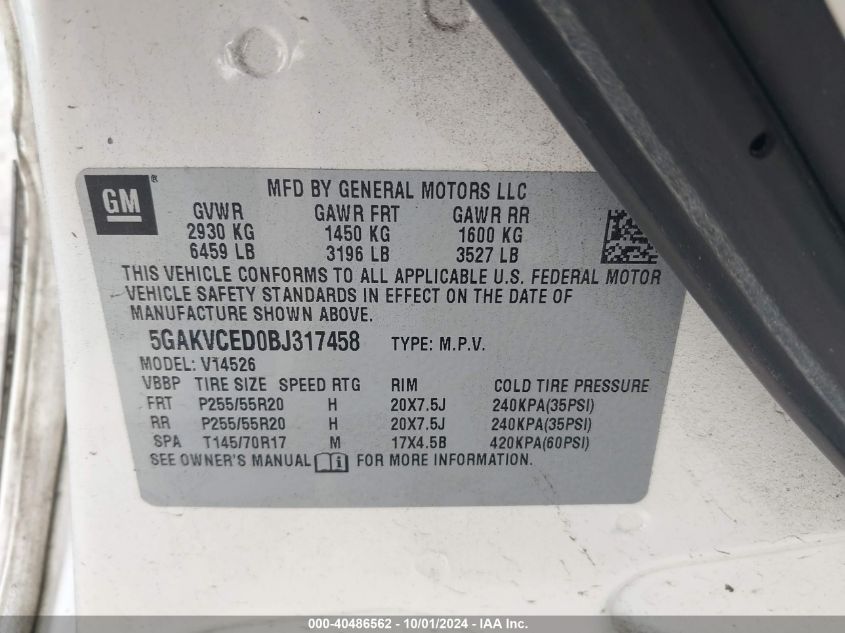 GM ® MFD BY GENERAL MOTORS LLC
GVWR GAWR FRT GAWR RR
2930 KG 1450 KG 1600 KG
6459 LB 3196 LB 3527 LB
THIS VEHICLE CONFORMS TO ALL APPLICABLE U.S. FEDERAL MOTOR
VEHICLE SAFETY STANDARDS IN EFFECT ON THE DATE OF
MANUFACTURE SHOWN ABOVE.
5GAKVCED0BJ317458 TYPE: M.P.V.
MODEL: V14526
VBBP TIRE SIZE SPEED RTG RIM COLD TIRE PRESSURE
FRT P255/55R20 H 20X7.5J 240KPA(35PSI)
RR P255/55R20 H 20X7.5J 240KPA(35PSI)
SPA T145/70R17 M 17X4.5B 420KPA(60PSI)
SEE OWNER'S MANUAL FOR MORE INFORMATION.
000-40486562 - 10/01/2024 - IAA Inc.